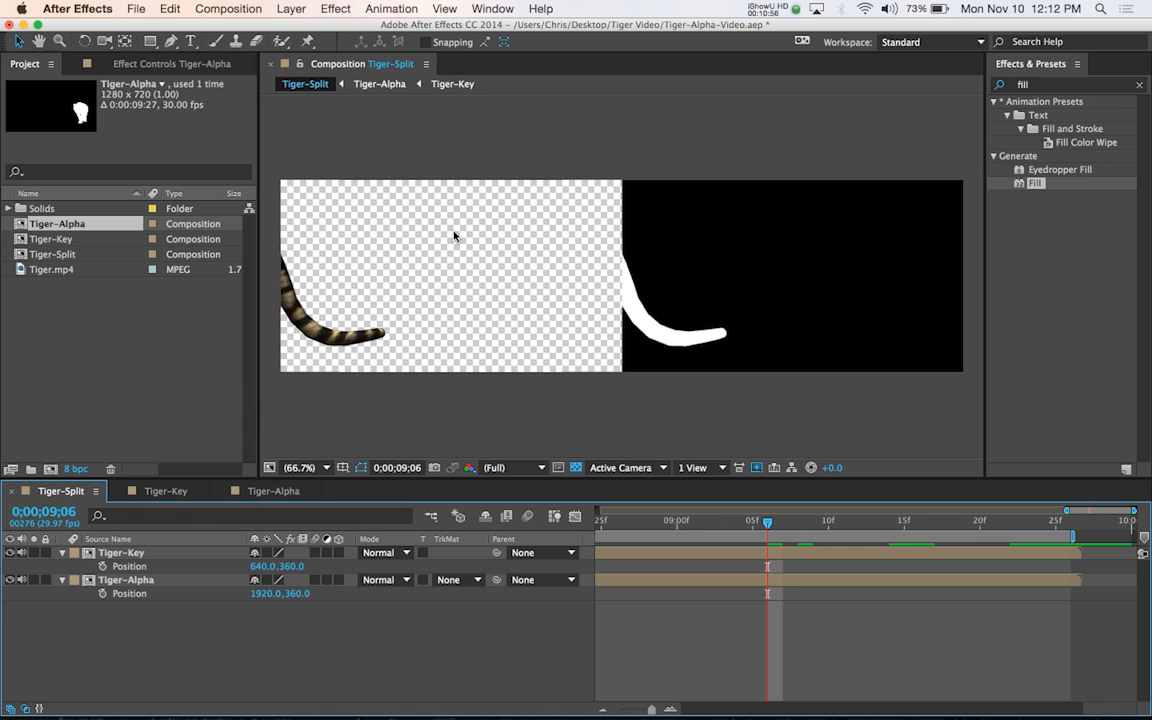 After Effects File Edit Composition Layer Effect Animation View Window Help iShowU HD 00:10:56 73% Mon Nov 10 12:12 PM
Adobe After Effects CC 2014 - /Users/Chris/Desktop/Tiger Video/Tiger-Alpha-Video.aep *
Snapping Workspace: Standard Search Help
Project Effect Controls Tiger-Alpha Composition Tiger-Split Effects & Presets
Tiger-Alpha, used 1 time
1280 x 720 (1.00)
Δ 0:00:09:27, 30.00 fps
Tiger-Split Tiger-Alpha Tiger-Key
fill
* Animation Presets
Text
Fill and Stroke
Fill Color Wipe
Generate
Eyedropper Fill
Fill
Name Type Size
Solids Folder
Tiger-Alpha Composition
Tiger-Key Composition
Tiger-Split Composition
Tiger.mp4 MPEG 1.7
8 bpc
(66.7%) 0;00;09;06 (Full) Active Camera 1 View +0.0
Tiger-Split Tiger-Key Tiger-Alpha
0;00;09;06
00276 (29.97 fps)
25f 09:00f 05f 10f 15f 20f 25f 10:0
Source Name Mode T TrkMat Parent
Tiger-Key Normal None
Position 640.0,360.0
Tiger-Alpha Normal None None
Position 1920.0,360.0